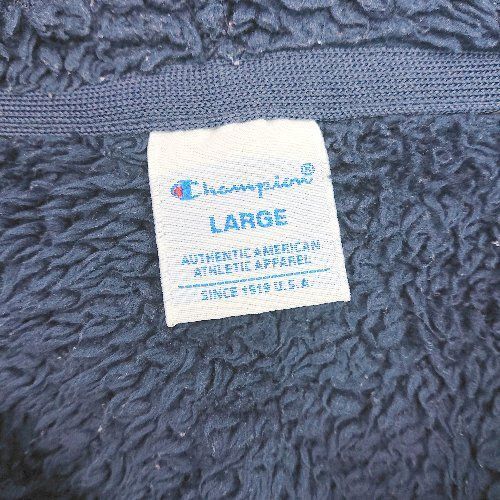 Champion®
LARGE
AUTHENTIC AMERICAN
ATHLETIC APPAREL
SINCE 1919 U.S.A.